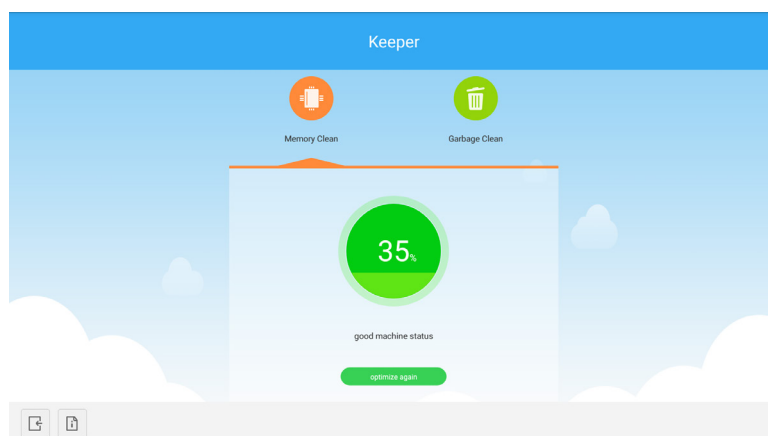 Keeper
Memory Clean
Garbage Clean
35%
good machine status
optimize again